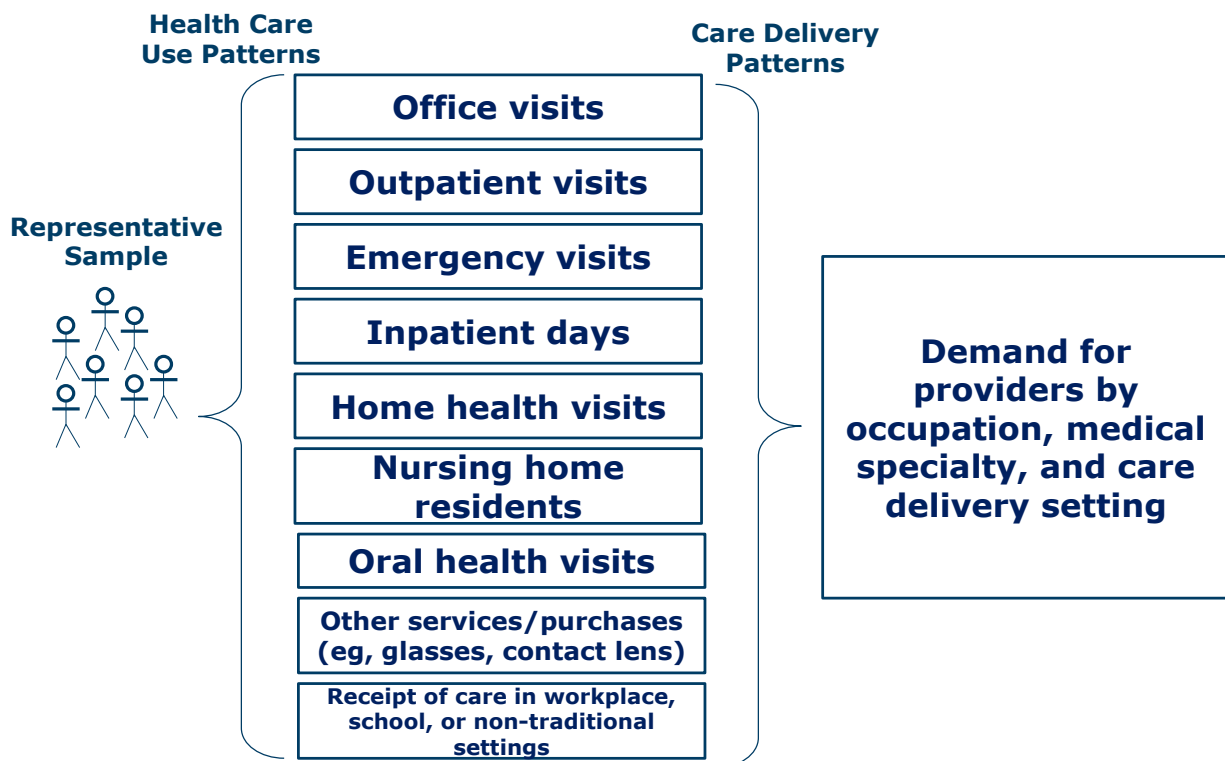 Health Care
Use Patterns
Care Delivery
Patterns
Representative
Sample
Office visits
Outpatient visits
Emergency visits
Inpatient days
Home health visits
Nursing home
residents
Oral health visits
Other services/purchases
(eg, glasses, contact lens)
Receipt of care in workplace,
school, or non-traditional
settings
Demand for
providers by
occupation, medical
specialty, and care
delivery setting